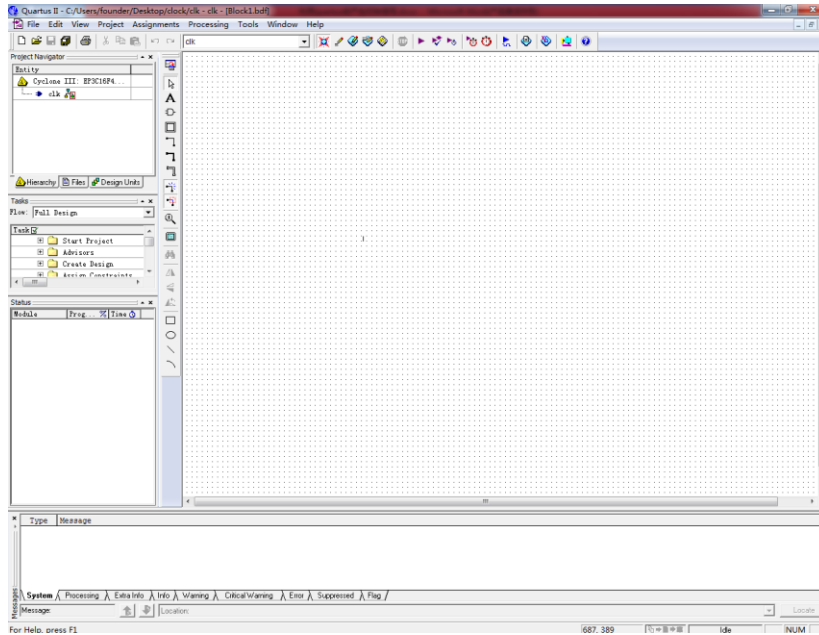 Quartus II - C:/Users/founder/Desktop/clock/clk - clk - [Block1.bdf]
File Edit View Project Assignments Processing Tools Window Help
clk
Project Navigator
Entity
Cyclone III: EP3C16F4...
clk
Hierarchy Files Design Units
Tasks
Flow: Full Design
Task
Start Project
Advisors
Create Design
Assign Constraints
Status
Module Prog... % Time
A
Type Message
System Processing Extra Info Info Warning Critical Warning Error Suppressed Flag
Messages
Message: Location: Locate
For Help, press F1 687, 389 Idle NUM